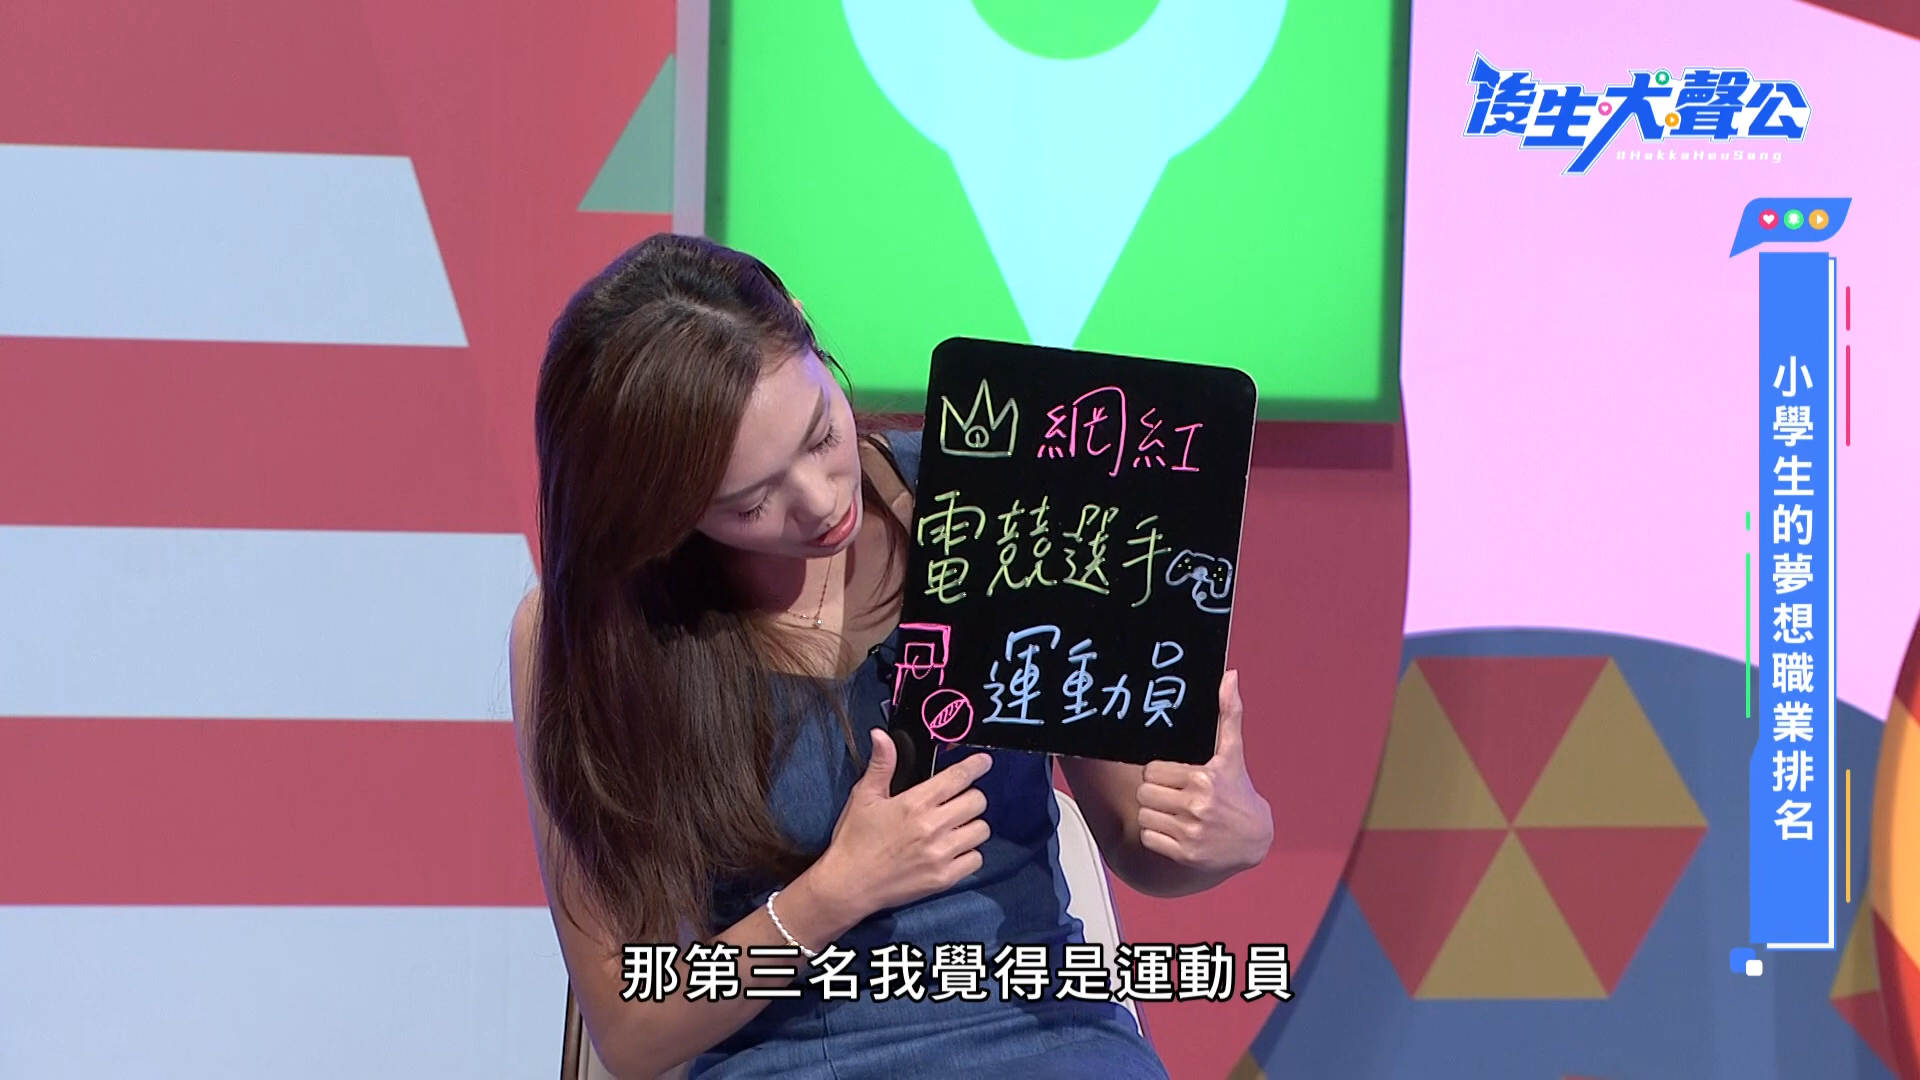 後生大聲公
#HakkaHauSang
小學生的夢想職業排名
網紅
電競選手
運動員
那第三名我覺得是運動員